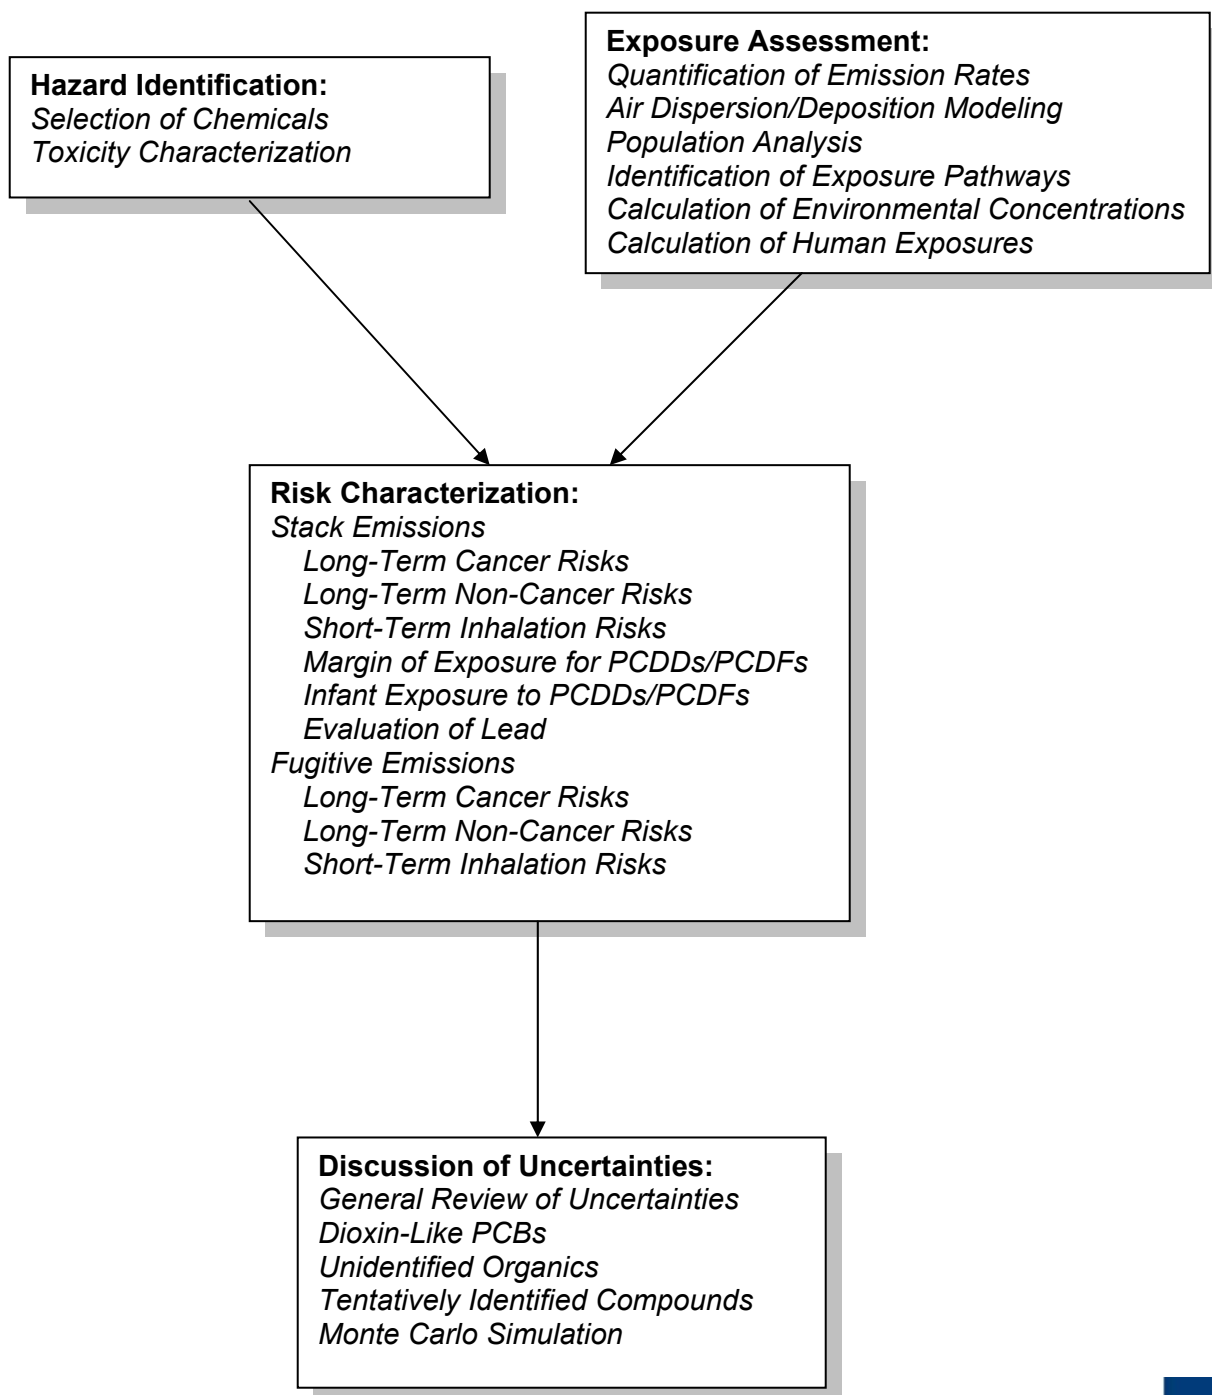 Hazard Identification:
Selection of Chemicals
Toxicity Characterization
Exposure Assessment:
Quantification of Emission Rates
Air Dispersion/Deposition Modeling
Population Analysis
Identification of Exposure Pathways
Calculation of Environmental Concentrations
Calculation of Human Exposures
Risk Characterization:
Stack Emissions
Long-Term Cancer Risks
Long-Term Non-Cancer Risks
Short-Term Inhalation Risks
Margin of Exposure for PCDDs/PCDFs
Infant Exposure to PCDDs/PCDFs
Evaluation of Lead
Fugitive Emissions
Long-Term Cancer Risks
Long-Term Non-Cancer Risks
Short-Term Inhalation Risks
Discussion of Uncertainties:
General Review of Uncertainties
Dioxin-Like PCBs
Unidentified Organics
Tentatively Identified Compounds
Monte Carlo Simulation